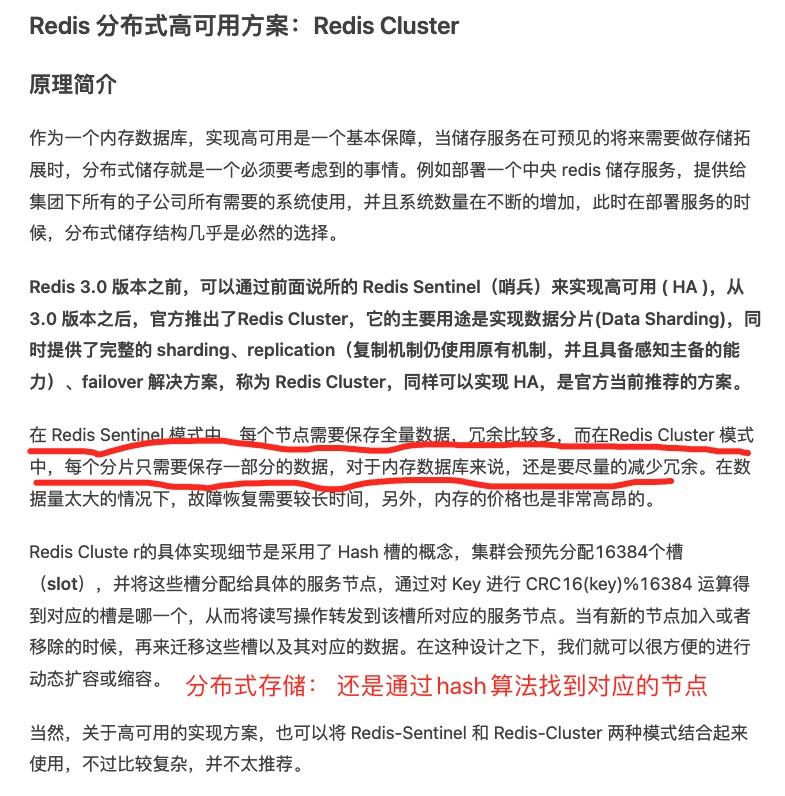 Redis 分布式高可用方案：Redis Cluster
原理简介
作为一个内存数据库，实现高可用是一个基本保障，当储存服务在可预见的将来需要做存储拓
展时，分布式储存就是一个必须要考虑到的事情。例如部署一个中央 redis 储存服务，提供给
集团下所有的子公司所有需要的系统使用，并且系统数量在不断的增加，此时在部署服务的时
候，分布式储存结构几乎是必然的选择。
Redis 3.0 版本之前，可以通过前面说所的 Redis Sentinel（哨兵）来实现高可用 ( HA )，从
3.0 版本之后，官方推出了Redis Cluster，它的主要用途是实现数据分片(Data Sharding)，同
时提供了完整的 sharding、replication（复制机制仍使用原有机制，并且具备感知主备的能
力）、failover 解决方案，称为 Redis Cluster，同样可以实现 HA，是官方当前推荐的方案。
在 Redis Sentinel 模式中，每个节点需要保存全量数据，冗余比较多，而在Redis Cluster 模式
中，每个分片只需要保存一部分的数据，对于内存数据库来说，还是要尽量的减少冗余。在数
据量太大的情况下，故障恢复需要较长时间，另外，内存的价格也是非常高昂的。
Redis Cluste r的具体实现细节是采用了 Hash 槽的概念，集群会预先分配16384个槽
（slot），并将这些槽分配给具体的服务节点，通过对 Key 进行 CRC16(key)%16384 运算得
到对应的槽是哪一个，从而将读写操作转发到该槽所对应的服务节点。当有新的节点加入或者
移除的时候，再来迁移这些槽以及其对应的数据。在这种设计之下，我们就可以很方便的进行
动态扩容或缩容。
分布式存储： 还是通过hash算法找到对应的节点
当然，关于高可用的实现方案，也可以将 Redis-Sentinel 和 Redis-Cluster 两种模式结合起来
使用，不过比较复杂，并不太推荐。